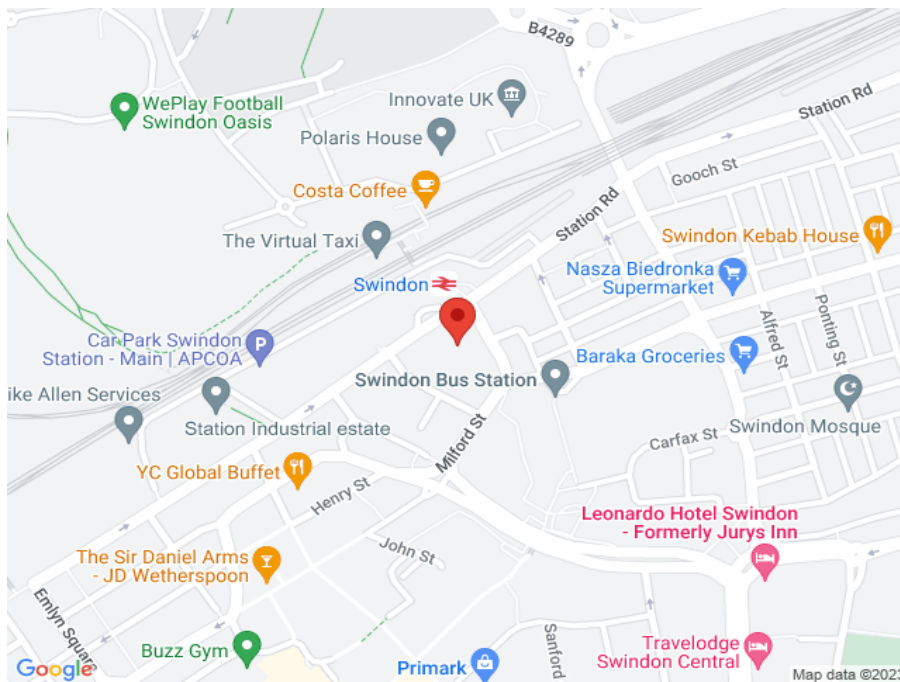 B4289
WePlay Football
Swindon Oasis
Innovate UK
Polaris House
Station Rd
Gooch St
Costa Coffee
Station Rd
The Virtual Taxi
Swindon Kebab House
Swindon
Nasza Biedronka
Supermarket
Car Park Swindon
Station - Main | APCOA
P
Alfred St
Ponting St
Baraka Groceries
Swindon Bus Station
ike Allen Services
Station Industrial estate
Swindon Mosque
Carfax St
Milford St
YC Global Buffet
Henry St
Leonardo Hotel Swindon
- Formerly Jurys Inn
John St
The Sir Daniel Arms
- JD Wetherspoon
Emlyn Square
Sanford
Buzz Gym
Primark
Travelodge
Swindon Central
Google
Map data ©2023